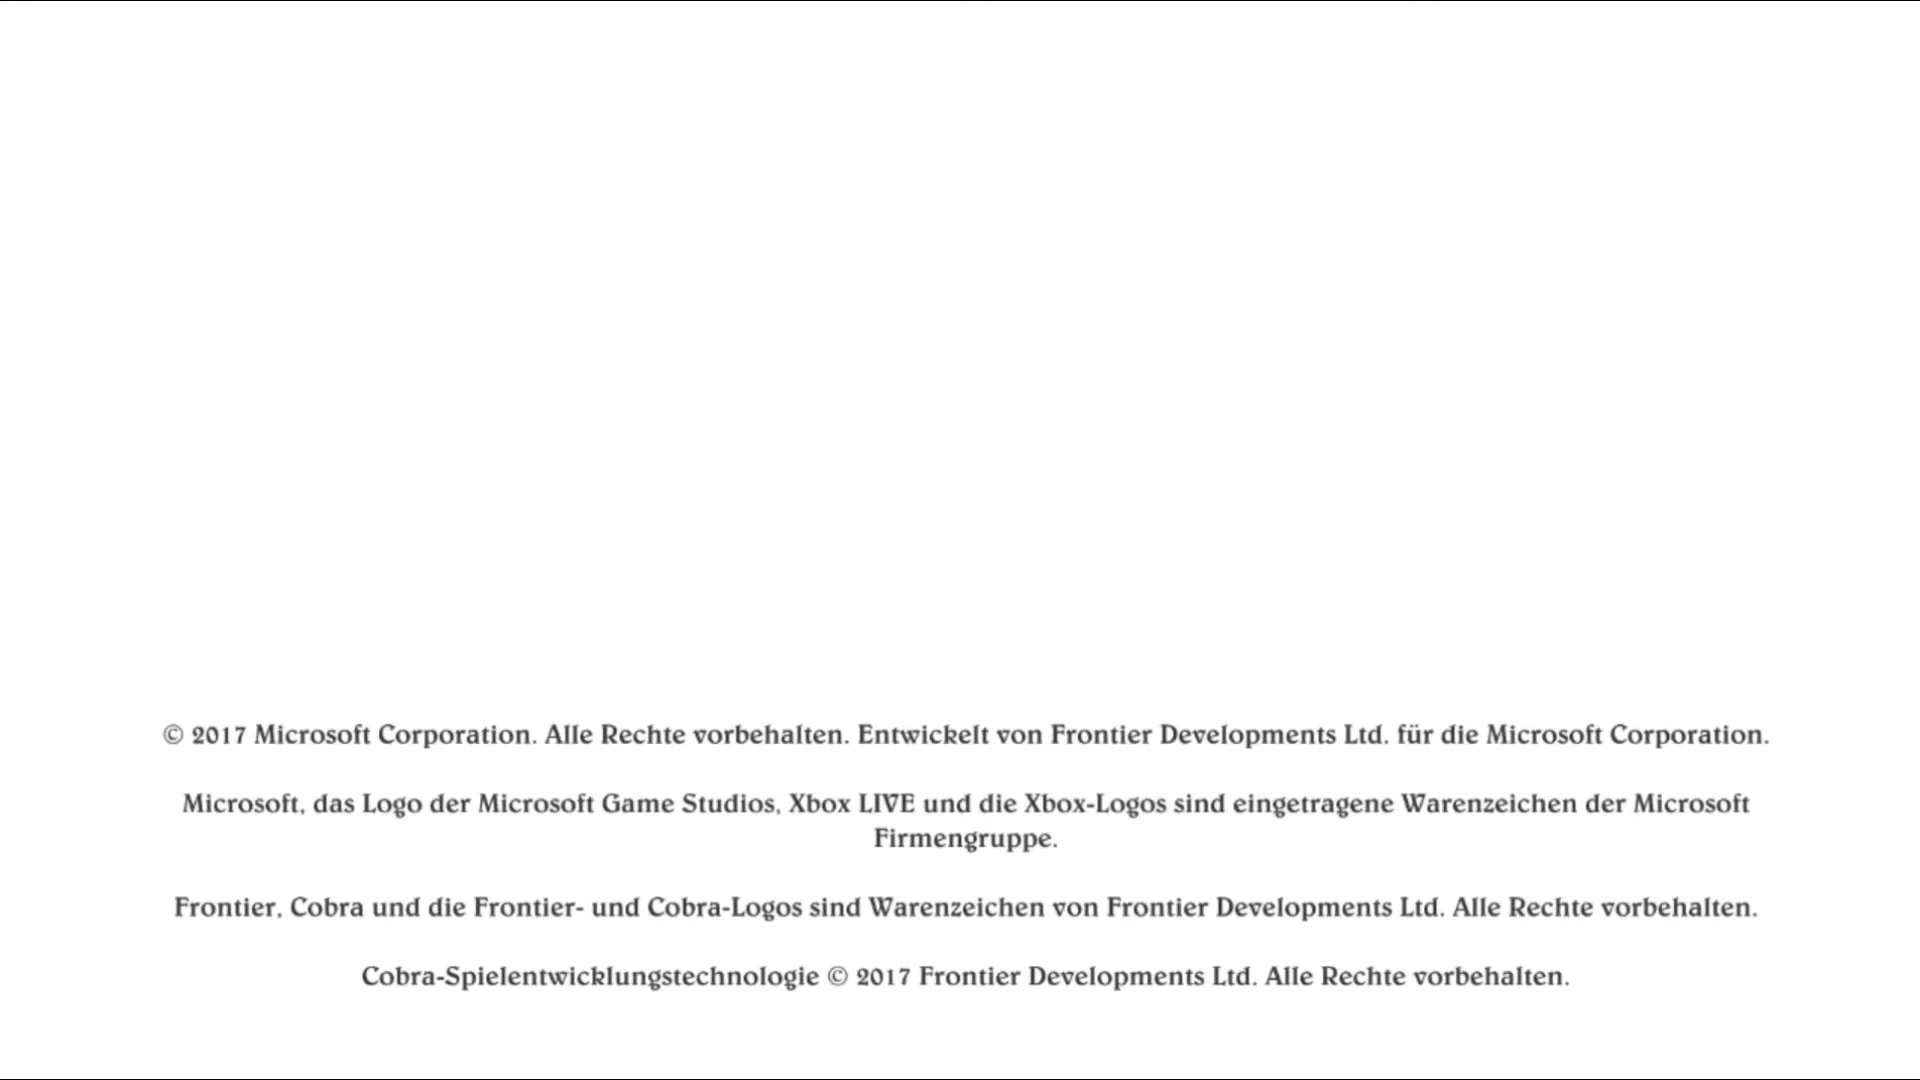 © 2017 Microsoft Corporation. Alle Rechte vorbehalten. Entwickelt von Frontier Developments Ltd. für die Microsoft Corporation.
Microsoft, das Logo der Microsoft Game Studios, Xbox LIVE und die Xbox-Logos sind eingetragene Warenzeichen der Microsoft
Firmengruppe.
Frontier, Cobra und die Frontier- und Cobra-Logos sind Warenzeichen von Frontier Developments Ltd. Alle Rechte vorbehalten.
Cobra-Spielentwicklungstechnologie © 2017 Frontier Developments Ltd. Alle Rechte vorbehalten.